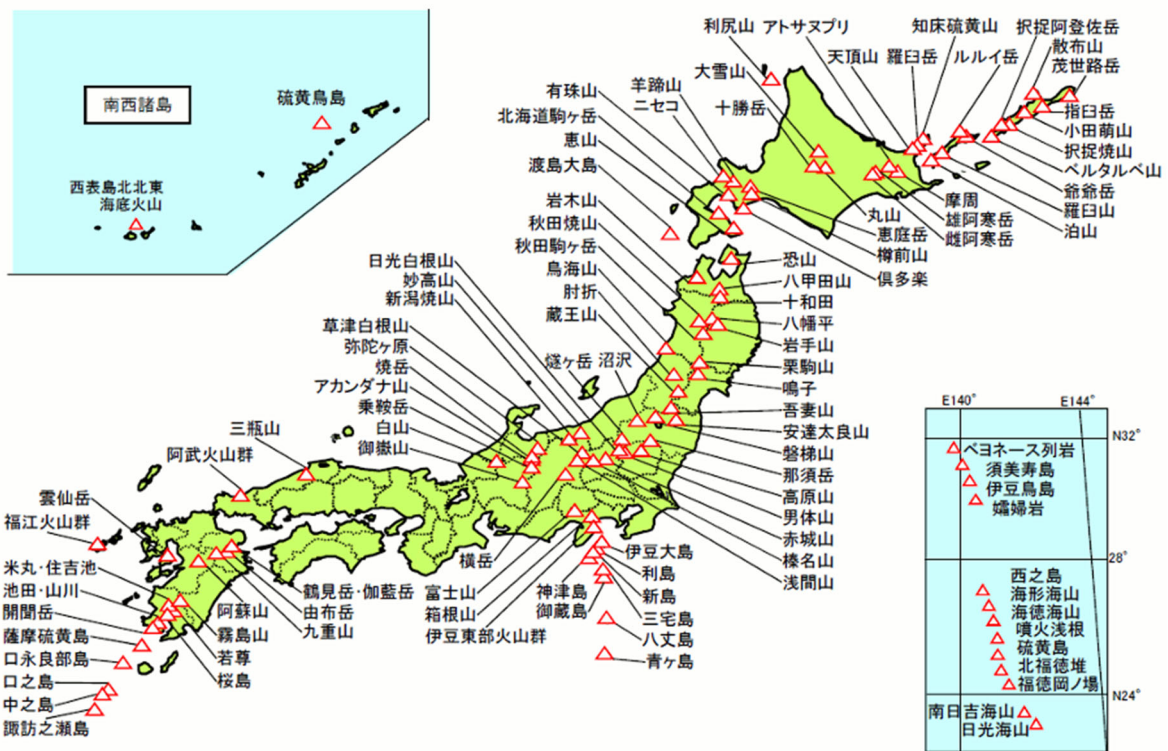 南西諸島
硫黄鳥島
西表島北北東
海底火山
利尻山
アトサヌプリ
知床硫黄山
択捉阿登佐岳
散布山
茂世路岳
天頂山
羅臼岳
ルルイ岳
大雪山
十勝岳
羊蹄山
ニセコ
有珠山
北海道駒ヶ岳
恵山
渡島大島
指臼岳
小田萌山
択捉焼山
ベルタルベ山
爺爺岳
羅臼山
泊山
摩周
雄阿寒岳
雌阿寒岳
丸山
恵庭岳
樽前山
倶多楽
岩木山
秋田焼山
秋田駒ヶ岳
鳥海山
肘折
蔵王山
恐山
八甲田山
十和田
八幡平
岩手山
栗駒山
鳴子
吾妻山
安達太良山
磐梯山
那須岳
高原山
男体山
赤城山
榛名山
浅間山
燧ヶ岳
沼沢
日光白根山
妙高山
新潟焼山
草津白根山
弥陀ヶ原
焼岳
アカンダナ山
乗鞍岳
白山
御嶽山
三瓶山
阿武火山群
雲仙岳
福江火山群
米丸・住吉池
池田・山川
開聞岳
薩摩硫黄島
口永良部島
口之島
中之島
諏訪之瀬島
鶴見岳・伽藍岳
由布岳
九重山
阿蘇山
霧島山
若尊
桜島
横岳
富士山
箱根山
伊豆東部火山群
伊豆大島
利島
新島
神津島
御蔵島
三宅島
八丈島
青ヶ島
E140°
E144°
N32°
ベヨネース列岩
須美寿島
伊豆鳥島
孀婦岩
28°
西之島
海形海山
海徳海山
噴火浅根
硫黄島
北福徳堆
福徳岡ノ場
N24°
南日吉海山
日光海山